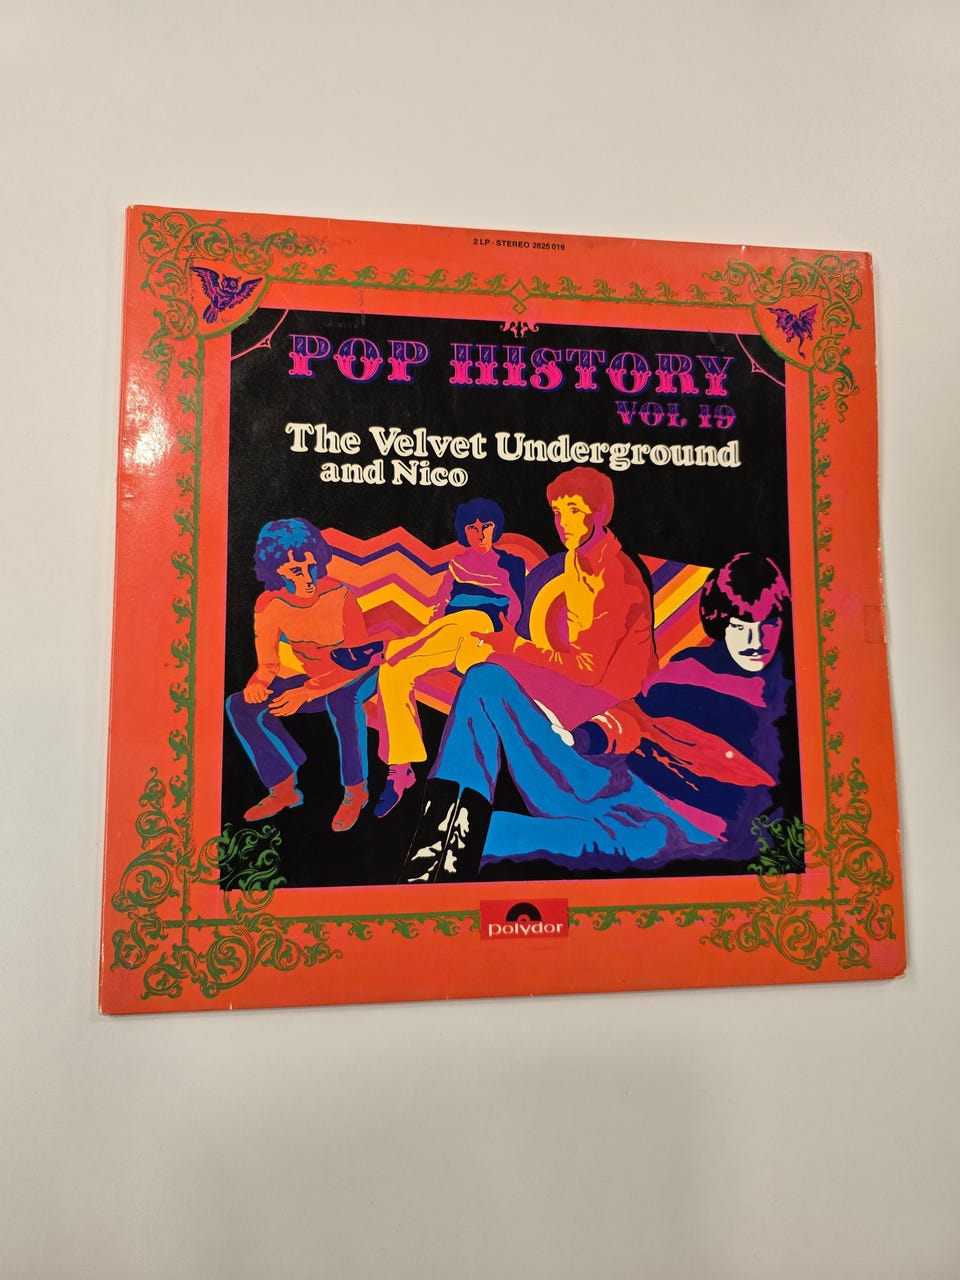 2 LP · STEREO 2625 019
POP HISTORY
VOL 19
The Velvet Underground
and Nico
polydor